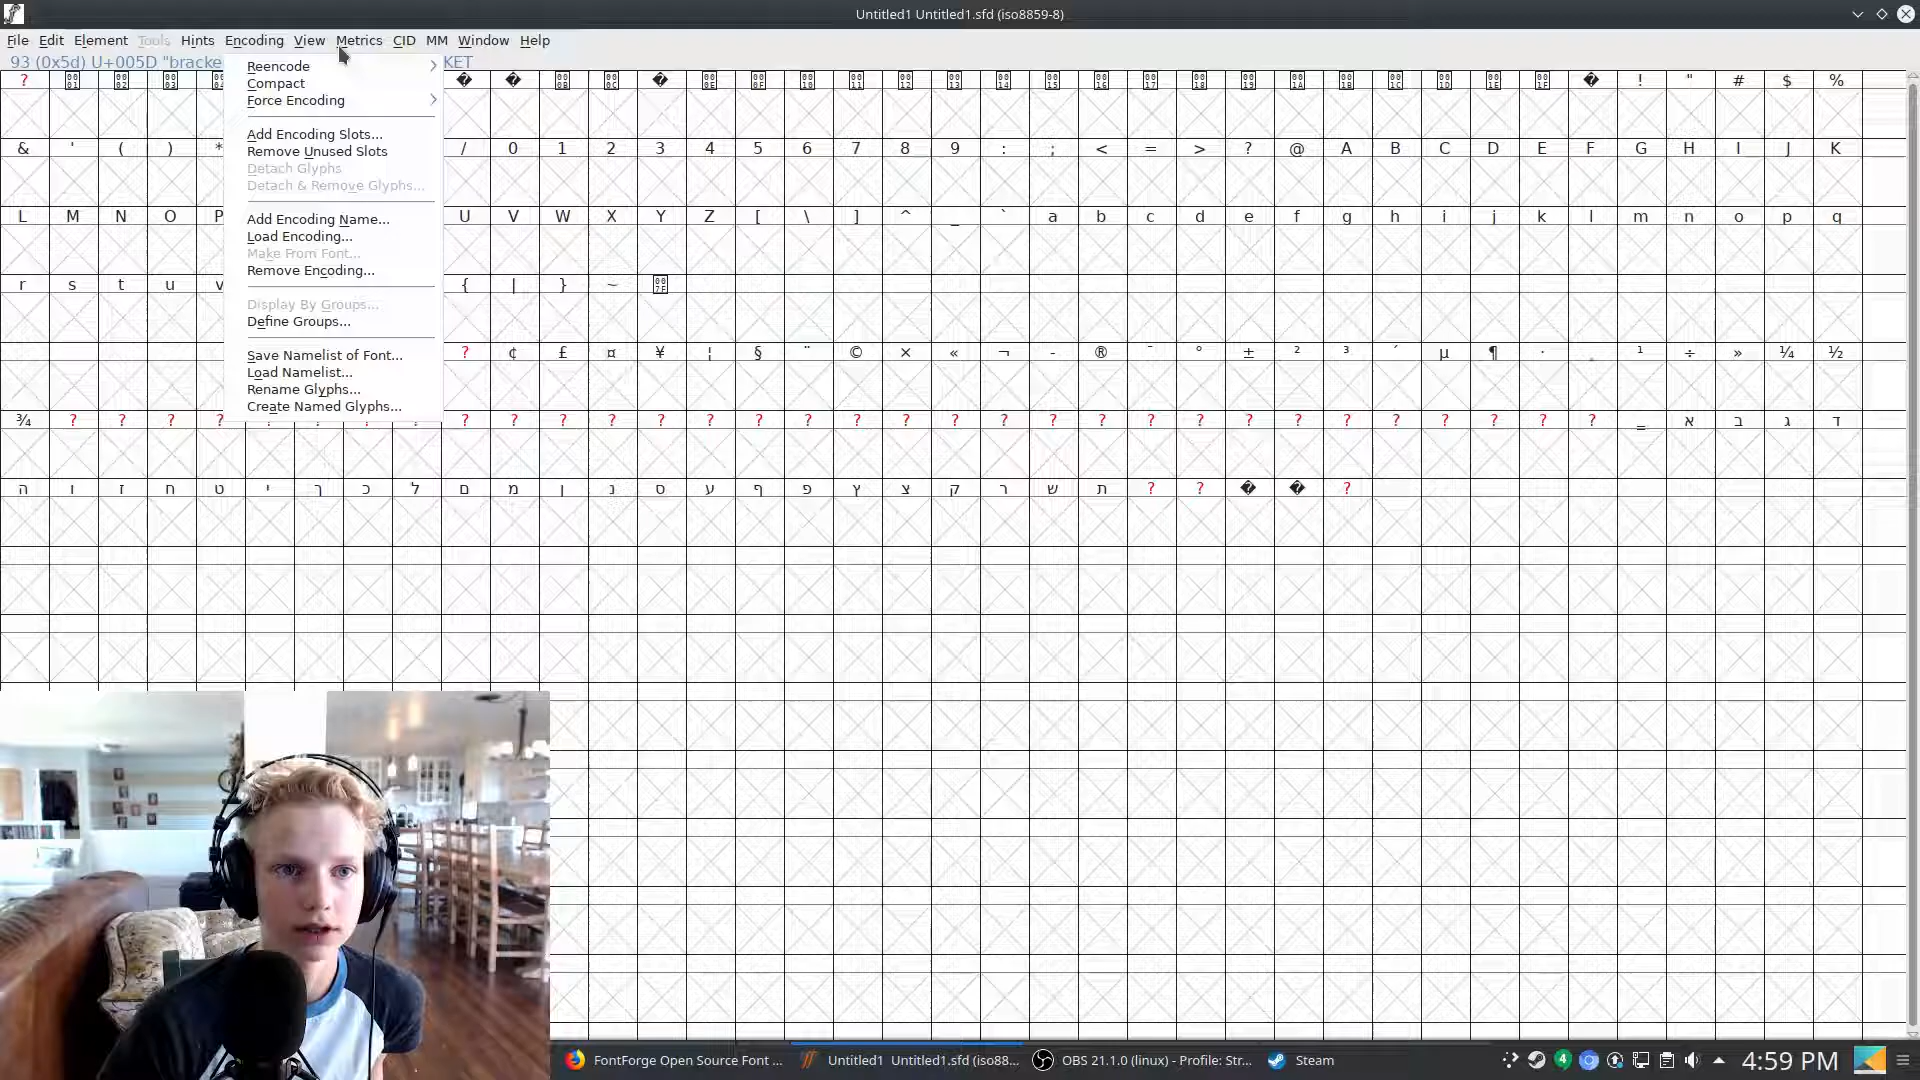 Untitled1 Untitled1.sfd (iso8859-8)
File Edit Element Tools Hints Encoding View Metrics CID MM Window Help
93 (0x5d) U+005D "bracke KET
Reencode
Compact
Force Encoding
Add Encoding Slots...
Remove Unused Slots
Detach Glyphs
Detach & Remove Glyphs...
Add Encoding Name...
Load Encoding...
Make From Font...
Remove Encoding...
Display By Groups...
Define Groups...
Save Namelist of Font...
Load Namelist...
Rename Glyphs...
Create Named Glyphs...
? � � � � ! " # $ %
& ' ( ) * / 0 1 2 3 4 5 6 7 8 9 : ; < = > ? @ A B C D E F G H I J K
L M N O P U V W X Y Z [ \ ] ^ _ ` a b c d e f g h i j k l m n o p q
r s t u v { | } ~
? ¢ £ ¤ ¥ ¦ § ¨ © × « ¬ - ® ¯ ° ± ² ³ ´ µ ¶ · ¸ ¹ ÷ » ¼ ½
¾ ? ? ? ? ? ? ? ? ? ? ? ? ? ? ? ? ? ? ? ? ? ? ? ? ? ? ? ‗ א ב ג ד
ה ו ז ח ט י ך כ ל ם מ ן נ ס ע ף פ ץ צ ק ר ש ת ? ? � � ?
FontForge Open Source Font ... Untitled1 Untitled1.sfd (iso88... OBS 21.1.0 (linux) - Profile: Str... Steam 4 4:59 PM